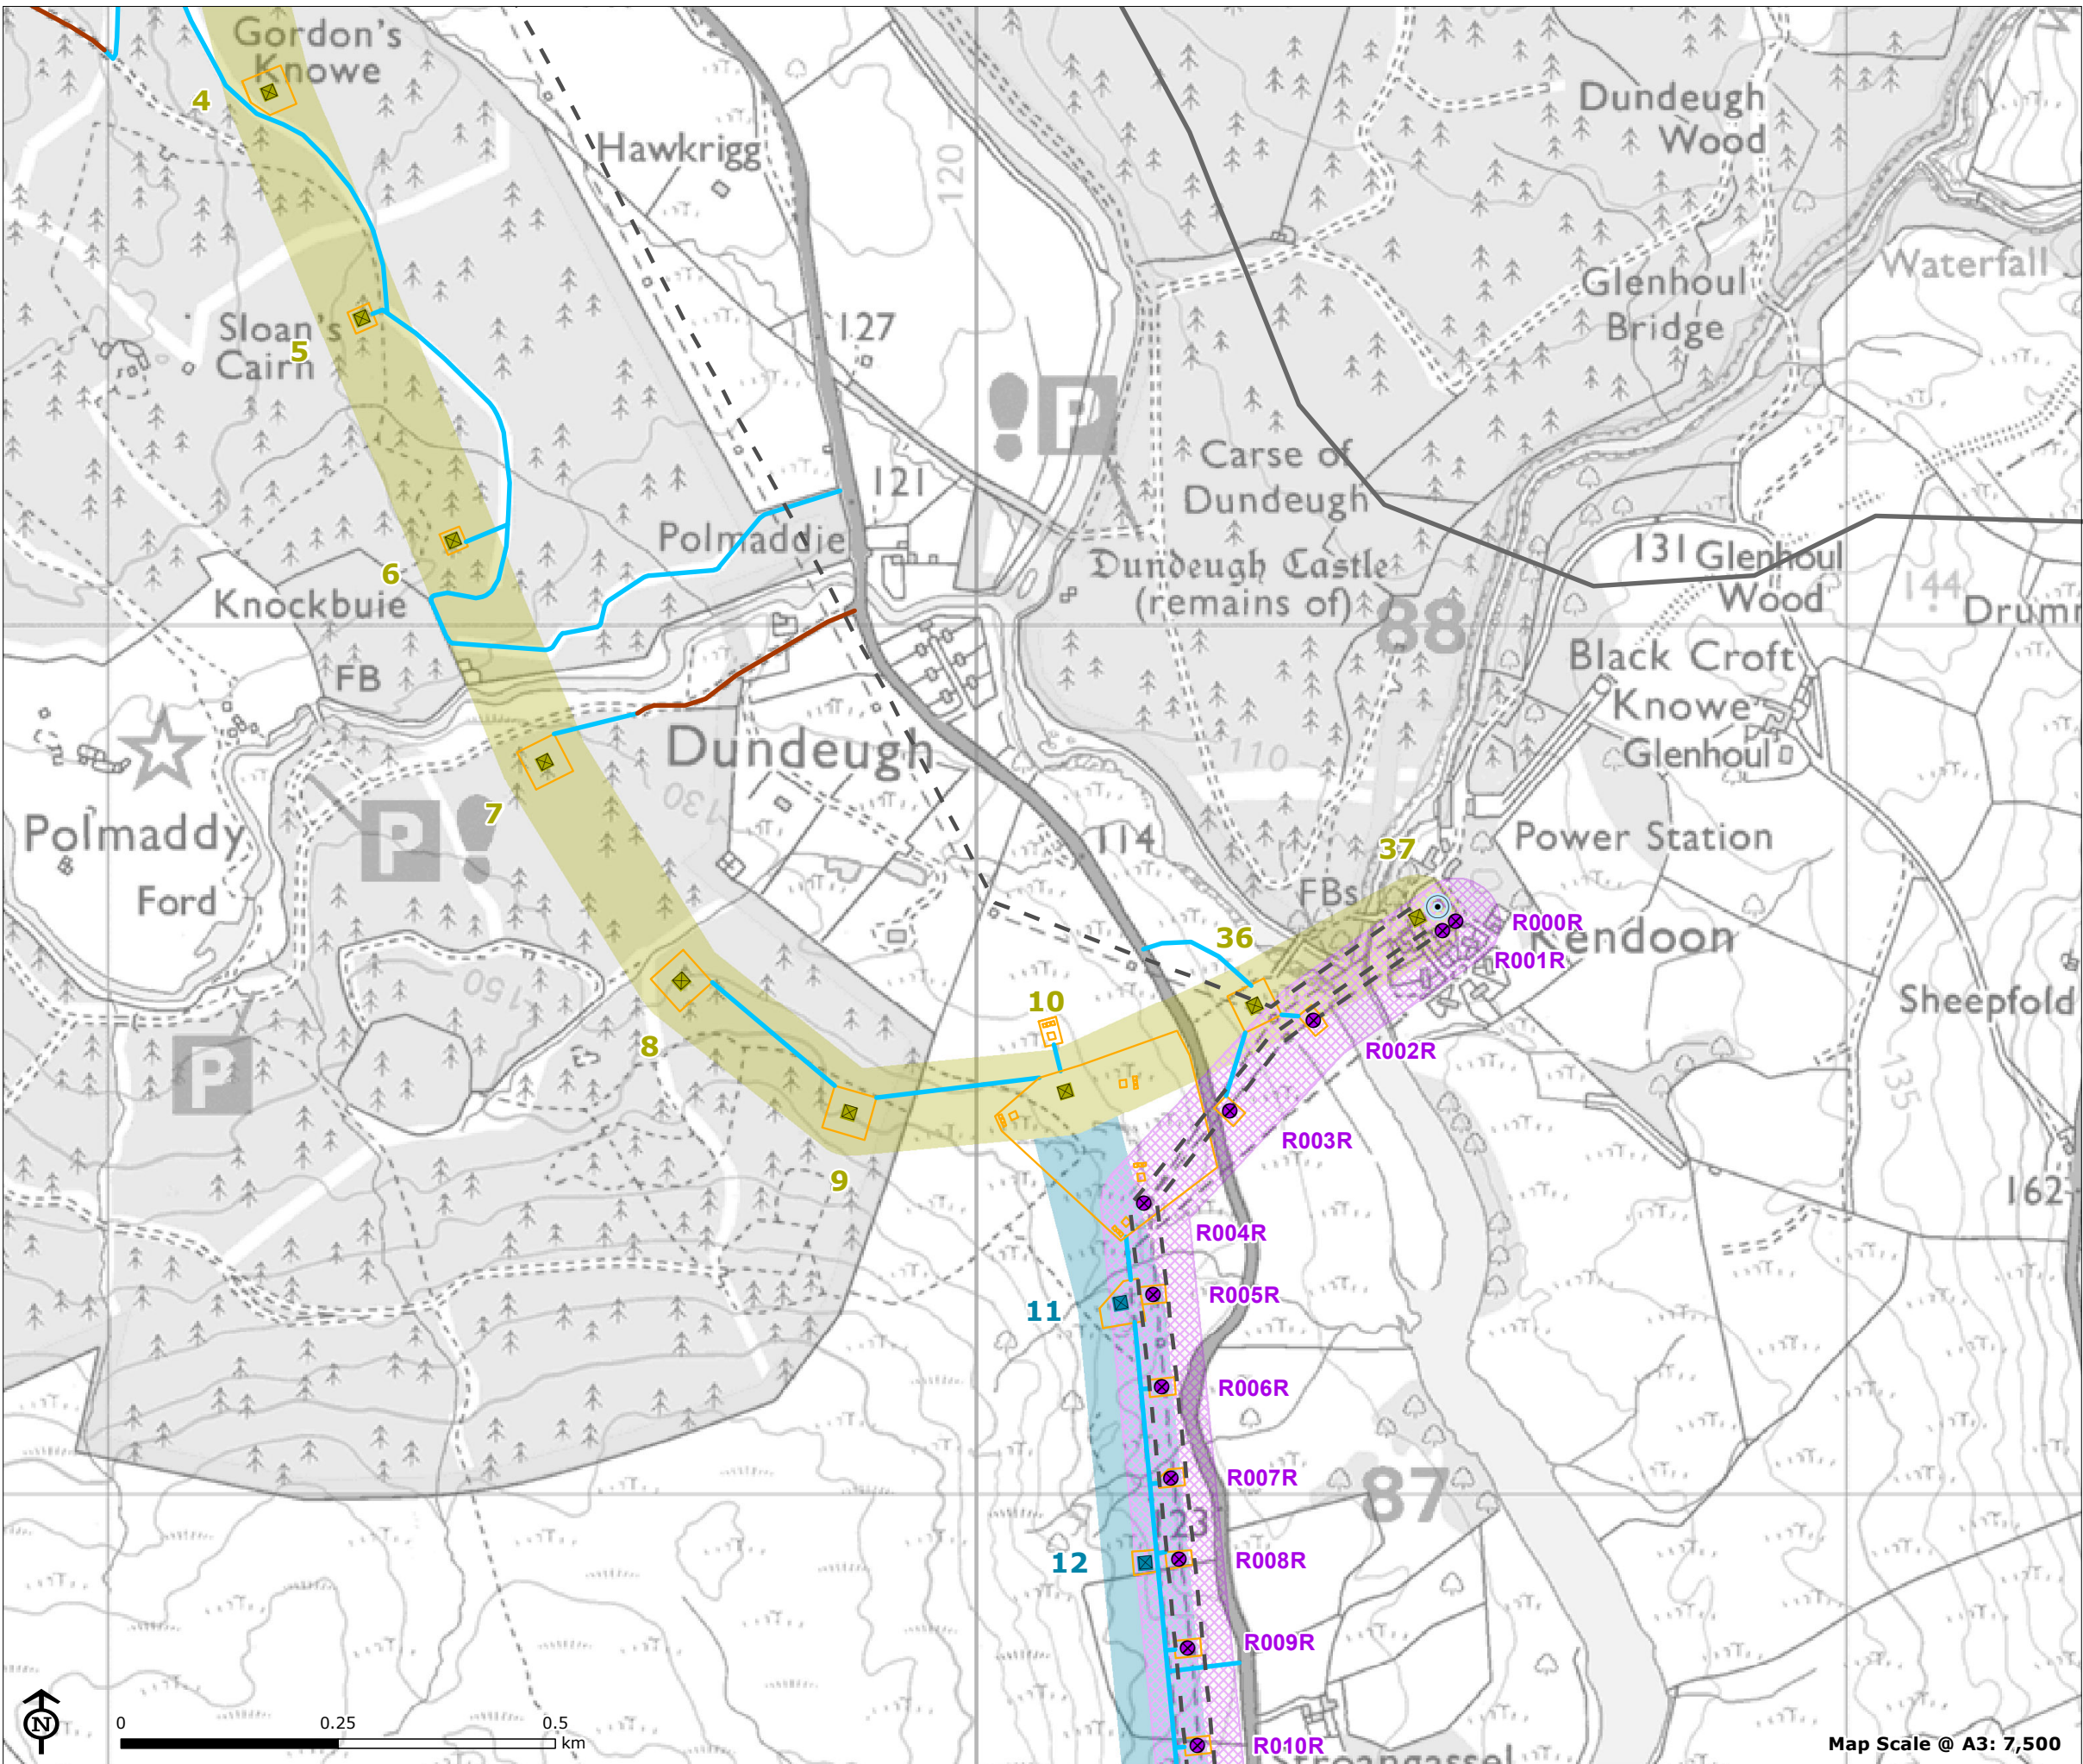 Gordon's
Knowe
4
Dundeugh
Wood
Hawkrigg
120
Glenhoul
Bridge
Waterfall
Sloan's
Cairn
5
127
P
Carse of
Dundeugh
121
Polmaddie
Dundeugh Castle
(remains of)
131
Glenhoul
Wood
144
6
Knockbuie
88
FB
Black Croft
Knowe
Glenhoul
Dundeugh
110
130
7
Polmaddy
P
114
Power Station
37
Ford
FBs
36
R000R
Kendoon
R001R
150
10
Sheepfold
8
R002R
P
135
R003R
9
162
R004R
11
R005R
R006R
87
R007R
12
R008R
R009R
N
0 0.25 0.5
km
R010R
Map Scale @ A3: 7,500